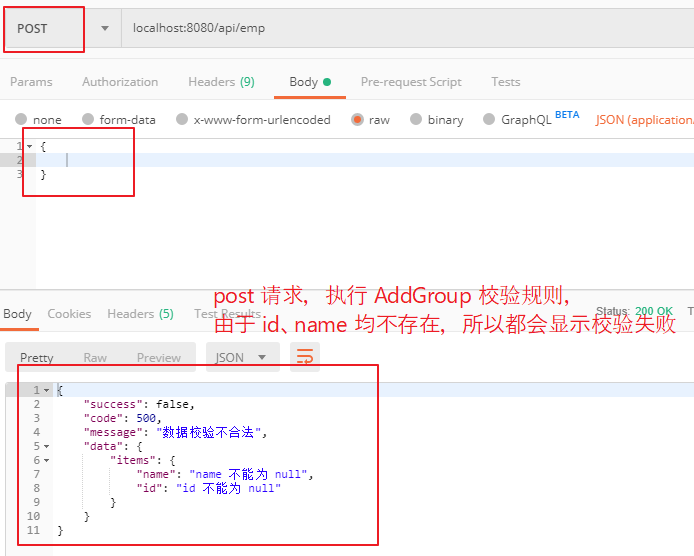 POST localhost:8080/api/emp
Params Authorization Headers (9) Body Pre-request Script Tests
none form-data x-www-form-urlencoded raw binary GraphQL BETA JSON (application/
1 {
2
3 }
post 请求, 执行 AddGroup 校验规则,
由于 id、name 均不存在, 所以都会显示校验失败
Body Cookies Headers (5) Test Results Status: 200 OK T
Pretty Raw Preview JSON
1 {
2 "success": false,
3 "code": 500,
4 "message": "数据校验不合法",
5 "data": {
6 "items": {
7 "name": "name 不能为 null",
8 "id": "id 不能为 null"
9 }
10 }
11 }